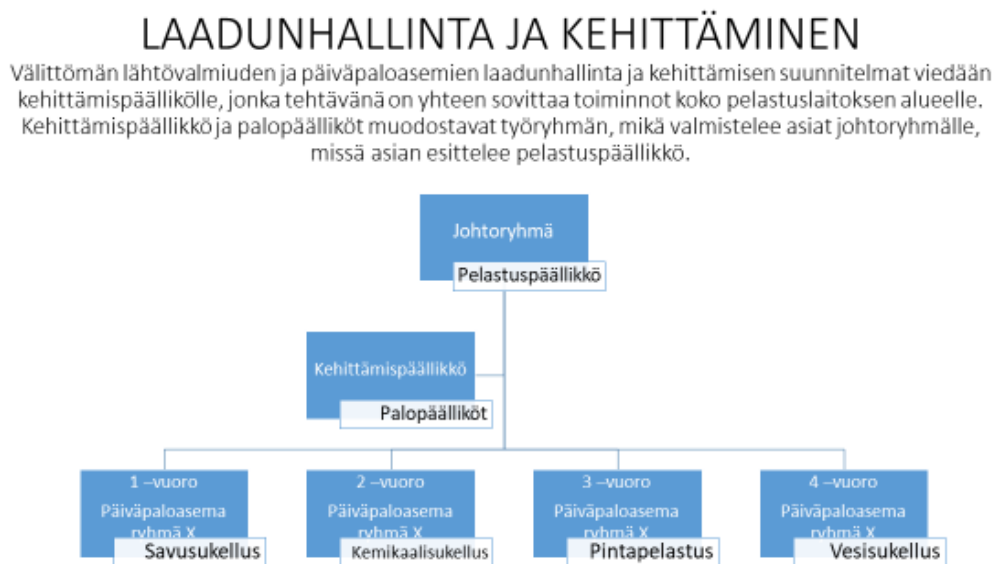 LAADUNHALLINTA JA KEHITTÄMINEN
Välittömän lähtövalmiuden ja päiväpaloasemien laadunhallinta ja kehittämisen suunnitelmat viedään
kehittämispäällikölle, jonka tehtävänä on yhteen sovittaa toiminnot koko pelastuslaitoksen alueelle.
Kehittämispäällikkö ja palopäälliköt muodostavat työryhmän, mikä valmistelee asiat johtoryhmälle,
missä asian esittelee pelastuspäällikkö.
Johtoryhmä
Pelastuspäällikkö
Kehittämispäällikkö
Palopäälliköt
1 –vuoro
Päiväpaloasema
ryhmä X
Savusukellus
2 –vuoro
Päiväpaloasema
ryhmä X
Kemikaalisukellus
3 –vuoro
Päiväpaloasema
ryhmä X
Pintapelastus
4 –vuoro
Päiväpaloasema
ryhmä X
Vesisukellus